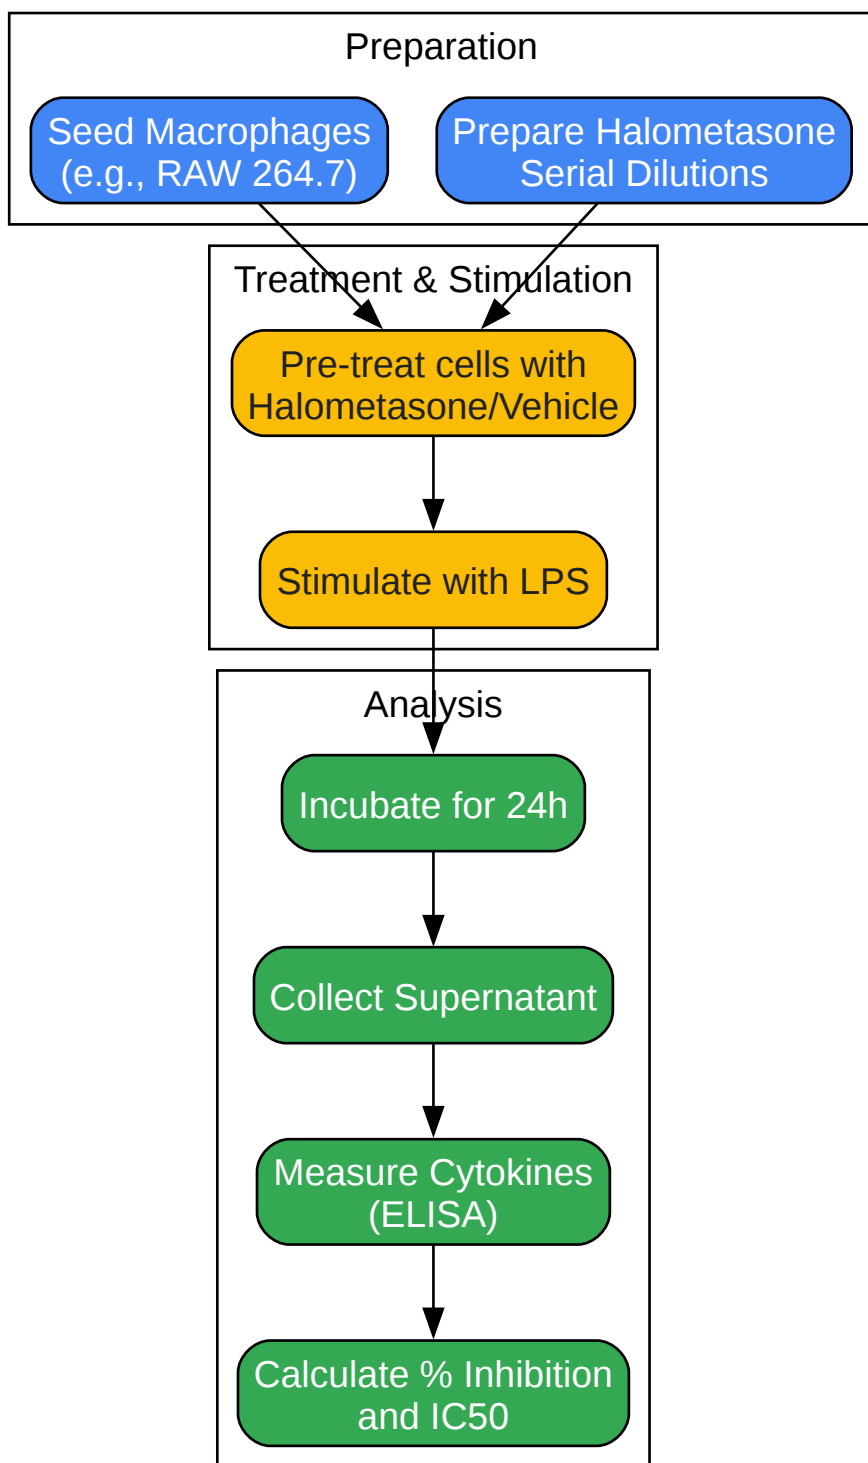 Preparation
Seed Macrophages
(e.g., RAW 264.7)
Prepare Halometasone
Serial Dilutions
Treatment & Stimulation
Pre-treat cells with
Halometasone/Vehicle
Stimulate with LPS
Analysis
Incubate for 24h
Collect Supernatant
Measure Cytokines
(ELISA)
Calculate % Inhibition
and IC50